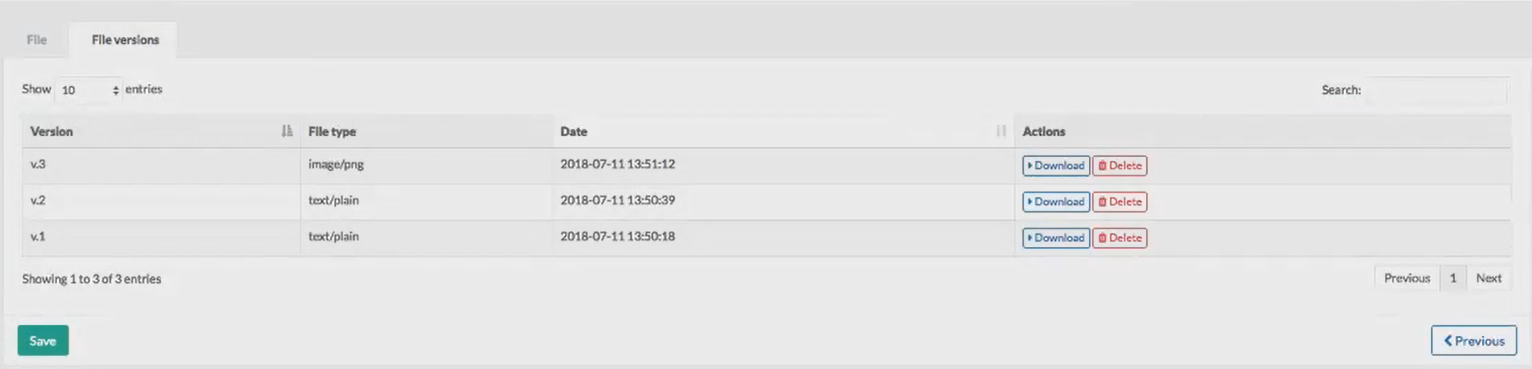 File File versions
Show 10 entries Search:
Version File type Date Actions
v.3 image/png 2018-07-11 13:51:12 Download Delete
v.2 text/plain 2018-07-11 13:50:39 Download Delete
v.1 text/plain 2018-07-11 13:50:18 Download Delete
Showing 1 to 3 of 3 entries Previous 1 Next
Save Previous